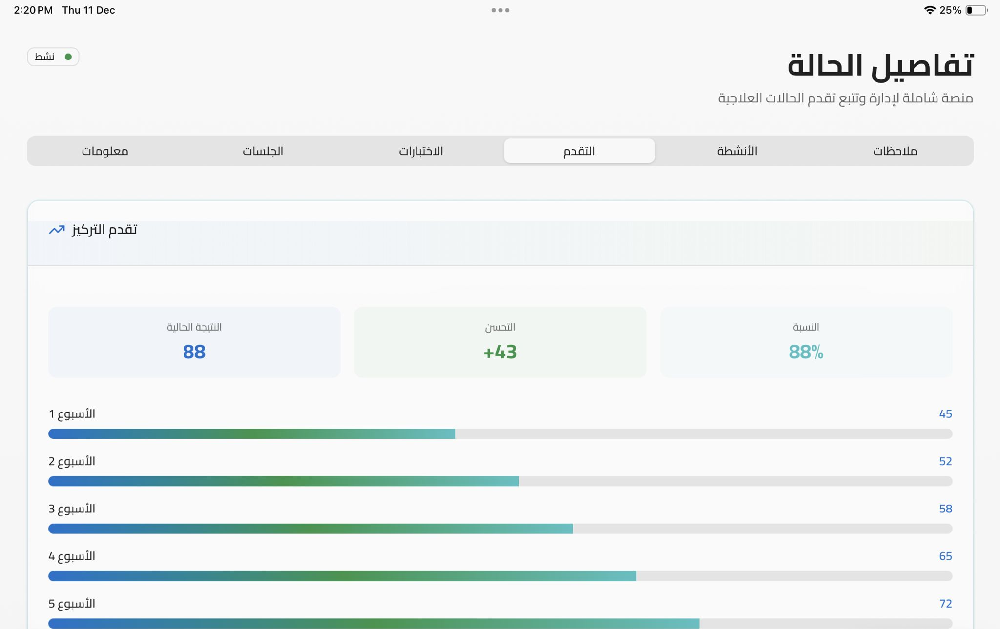 2:20 PM Thu 11 Dec
25%
تفاصيل الحالة
نشط
منصة شاملة لإدارة وتتبع تقدم الحالات العلاجية
ملاحظات الأنشطة التقدم الاختبارات الجلسات معلومات
تقدم التركيز
النسبة التحسن النتيجة الحالية
88% +43 88
الأسبوع 1 45
الأسبوع 2 52
الأسبوع 3 58
الأسبوع 4 65
الأسبوع 5 72